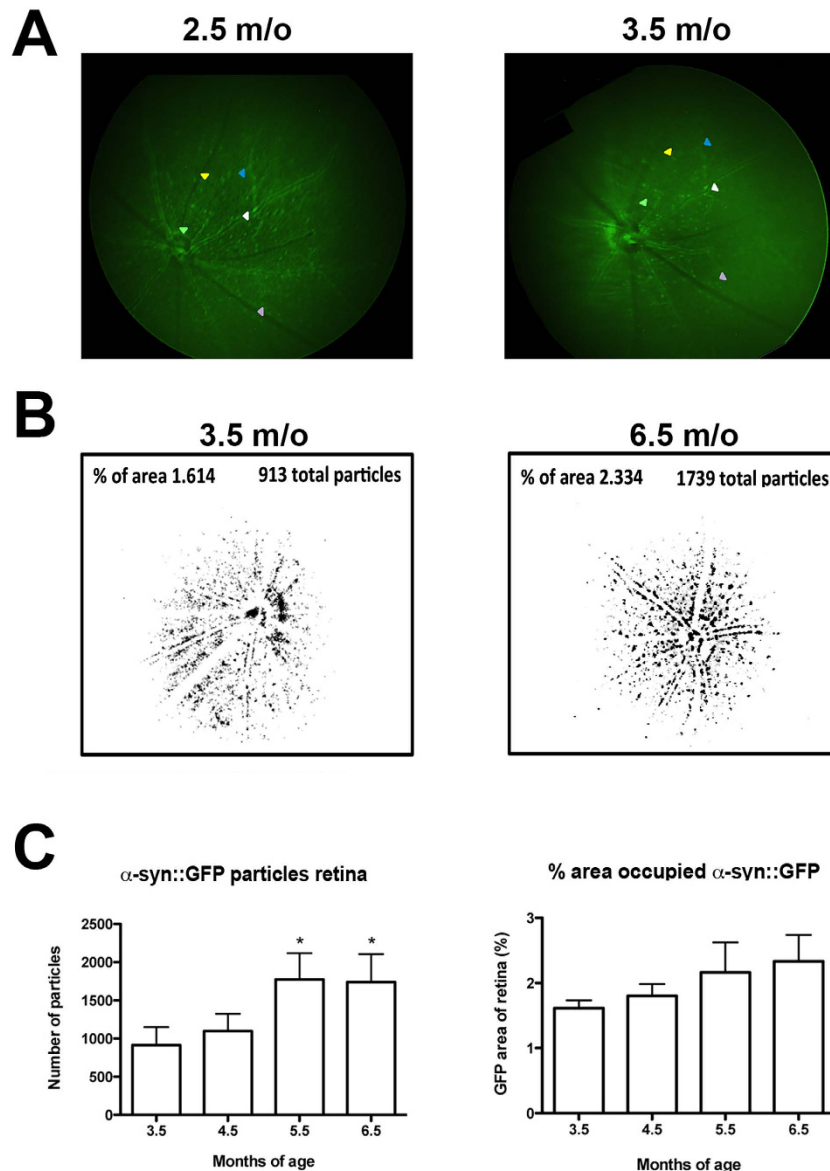 A
2.5 m/o 3.5 m/o
B
3.5 m/o 6.5 m/o
% of area 1.614 913 total particles
% of area 2.334 1739 total particles
C
α-syn::GFP particles retina
Number of particles
2500
2000
1500
1000
500
0
* *
3.5 4.5 5.5 6.5
Months of age
% area occupied α-syn::GFP
GFP area of retina (%)
3
2
1
0
3.5 4.5 5.5 6.5
Months of age